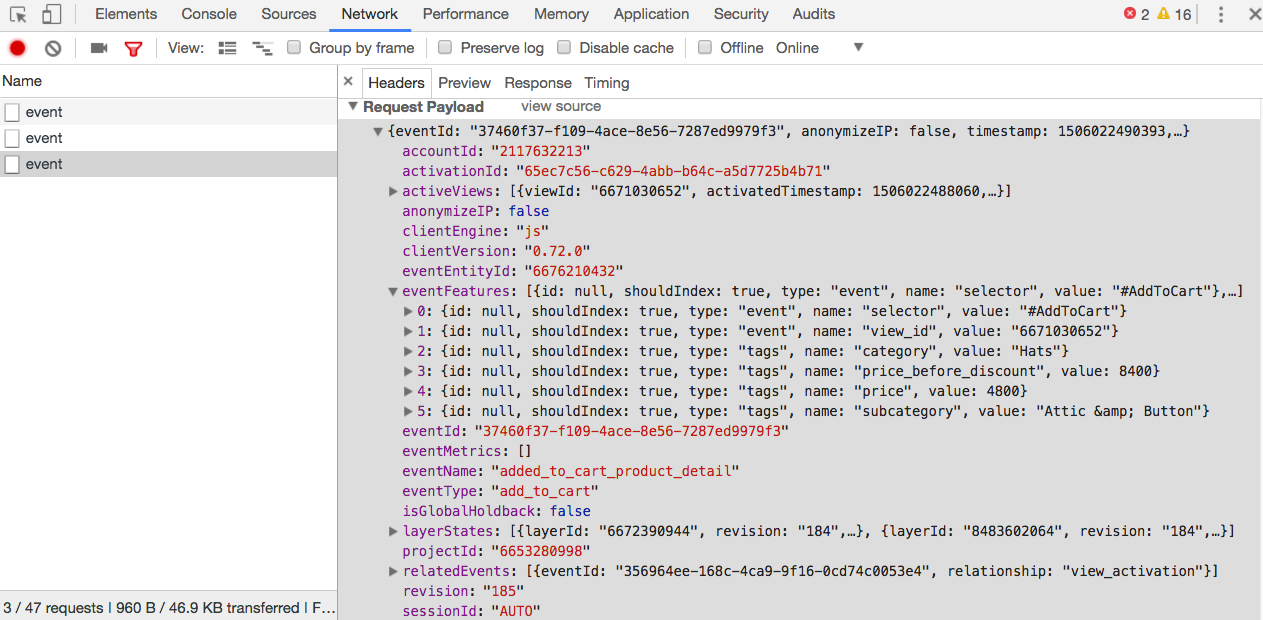 Elements Console Sources Network Performance Memory Application Security Audits 2 16
View: Group by frame Preserve log Disable cache Offline Online
Name
event
event
event
3 / 47 requests | 960 B / 46.9 KB transferred | F…
Headers Preview Response Timing
Request Payload view source
{eventId: "37460f37-f109-4ace-8e56-7287ed9979f3", anonymizeIP: false, timestamp: 1506022490393,…}
accountId: "2117632213"
activationId: "65ec7c56-c629-4abb-b64c-a5d7725b4b71"
activeViews: [{viewId: "6671030652", activatedTimestamp: 1506022488060,…}]
anonymizeIP: false
clientEngine: "js"
clientVersion: "0.72.0"
eventEntityId: "6676210432"
eventFeatures: [{id: null, shouldIndex: true, type: "event", name: "selector", value: "#AddToCart"},…]
0: {id: null, shouldIndex: true, type: "event", name: "selector", value: "#AddToCart"}
1: {id: null, shouldIndex: true, type: "event", name: "view_id", value: "6671030652"}
2: {id: null, shouldIndex: true, type: "tags", name: "category", value: "Hats"}
3: {id: null, shouldIndex: true, type: "tags", name: "price_before_discount", value: 8400}
4: {id: null, shouldIndex: true, type: "tags", name: "price", value: 4800}
5: {id: null, shouldIndex: true, type: "tags", name: "subcategory", value: "Attic &amp; Button"}
eventId: "37460f37-f109-4ace-8e56-7287ed9979f3"
eventMetrics: []
eventName: "added_to_cart_product_detail"
eventType: "add_to_cart"
isGlobalHoldback: false
layerStates: [{layerId: "6672390944", revision: "184",…}, {layerId: "8483602064", revision: "184",…}]
projectId: "6653280998"
relatedEvents: [{eventId: "356964ee-168c-4ca9-9f16-0cd74c0053e4", relationship: "view_activation"}]
revision: "185"
sessionId: "AUTO"